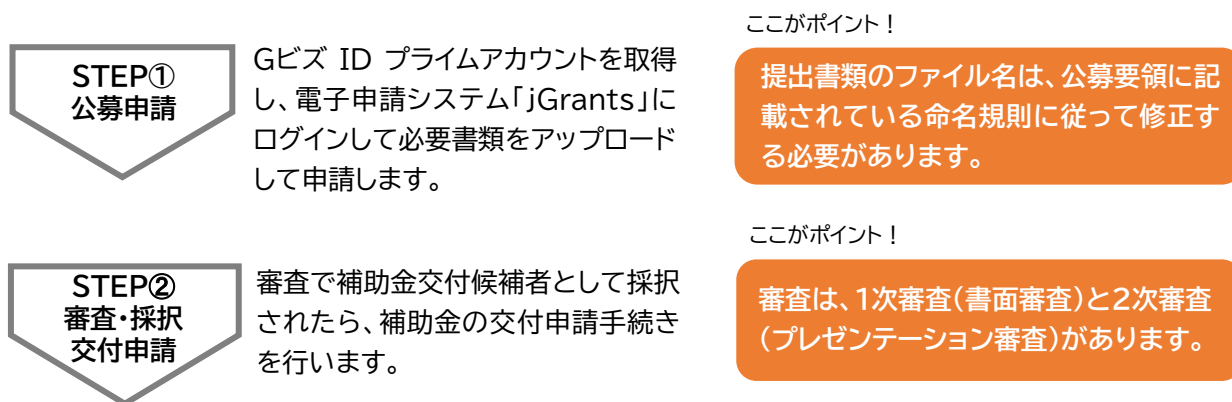 STEP①
公募申請
Gビズ ID プライムアカウントを取得
し、電子申請システム「jGrants」に
ログインして必要書類をアップロード
して申請します。
ここがポイント！
提出書類のファイル名は、公募要領に記
載されている命名規則に従って修正す
る必要があります。
STEP②
審査・採択
交付申請
審査で補助金交付候補者として採択
されたら、補助金の交付申請手続き
を行います。
ここがポイント！
審査は、1次審査(書面審査)と2次審査
(プレゼンテーション審査)があります。